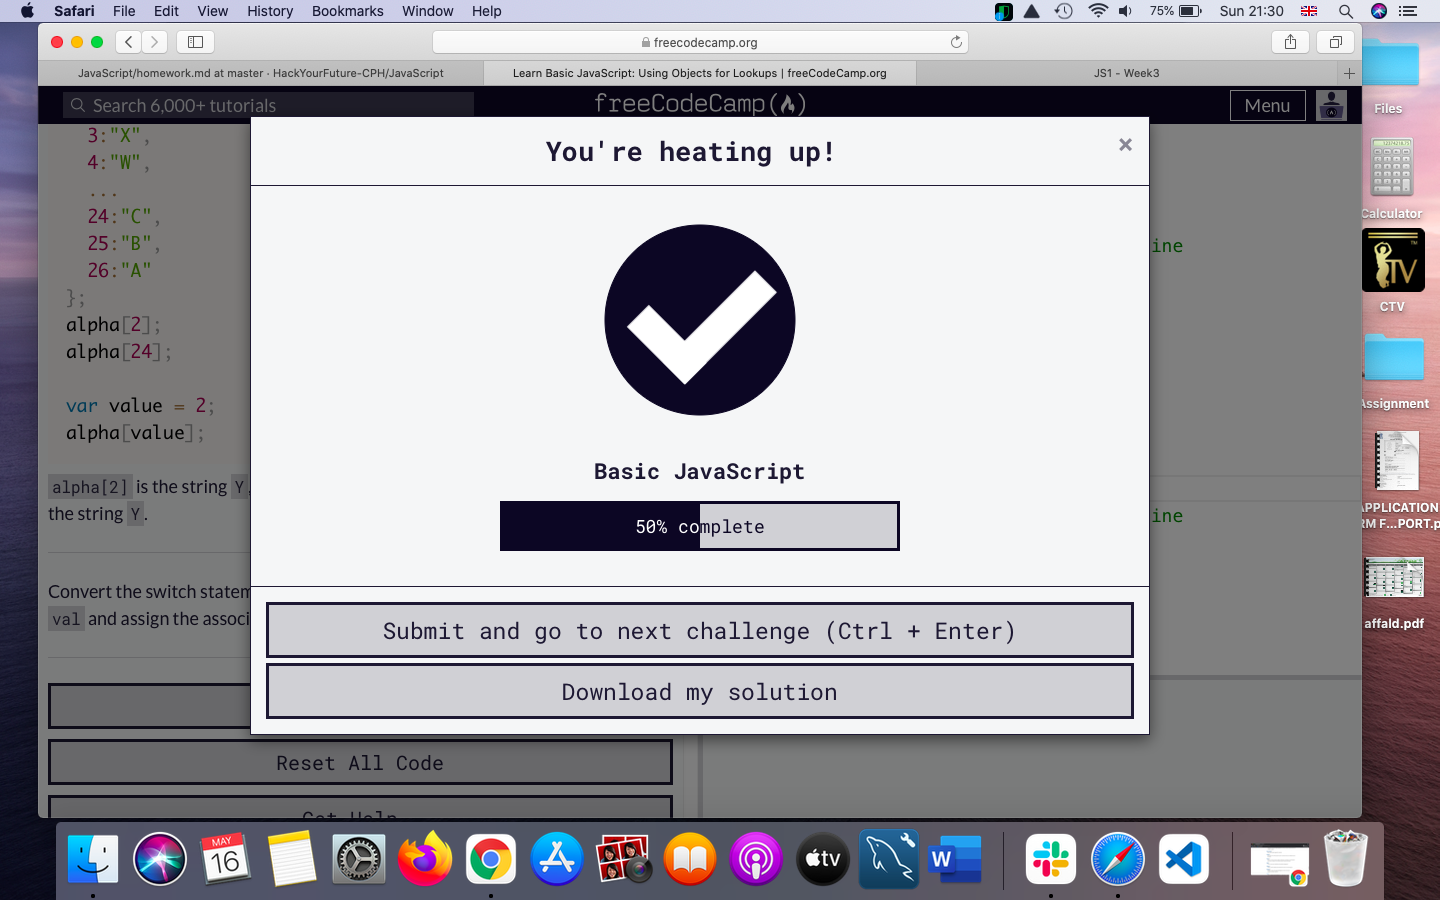 Safari File Edit View History Bookmarks Window Help 75% Sun 21:30
freecodecamp.org
JavaScript/homework.md at master · HackYourFuture-CPH/JavaScript
Learn Basic JavaScript: Using Objects for Lookups | freeCodeCamp.org
JS1 - Week3
Search 6,000+ tutorials
freeCodeCamp(🔥)
Menu
3:"X",
4:"W",
...
24:"C",
25:"B",
26:"A"
};
alpha[2];
alpha[24];
var value = 2;
alpha[value];
alpha[2] is the string Y,
the string Y.
Convert the switch statem
val and assign the associ
Reset All Code
Get Help
You're heating up!
×
Basic JavaScript
50% complete
Submit and go to next challenge (Ctrl + Enter)
Download my solution
ine
ine
Files
Calculator
TV
CTV
Assignment
APPLICATION
RM F...PORT.p
affald.pdf
MAY
16
tv
W